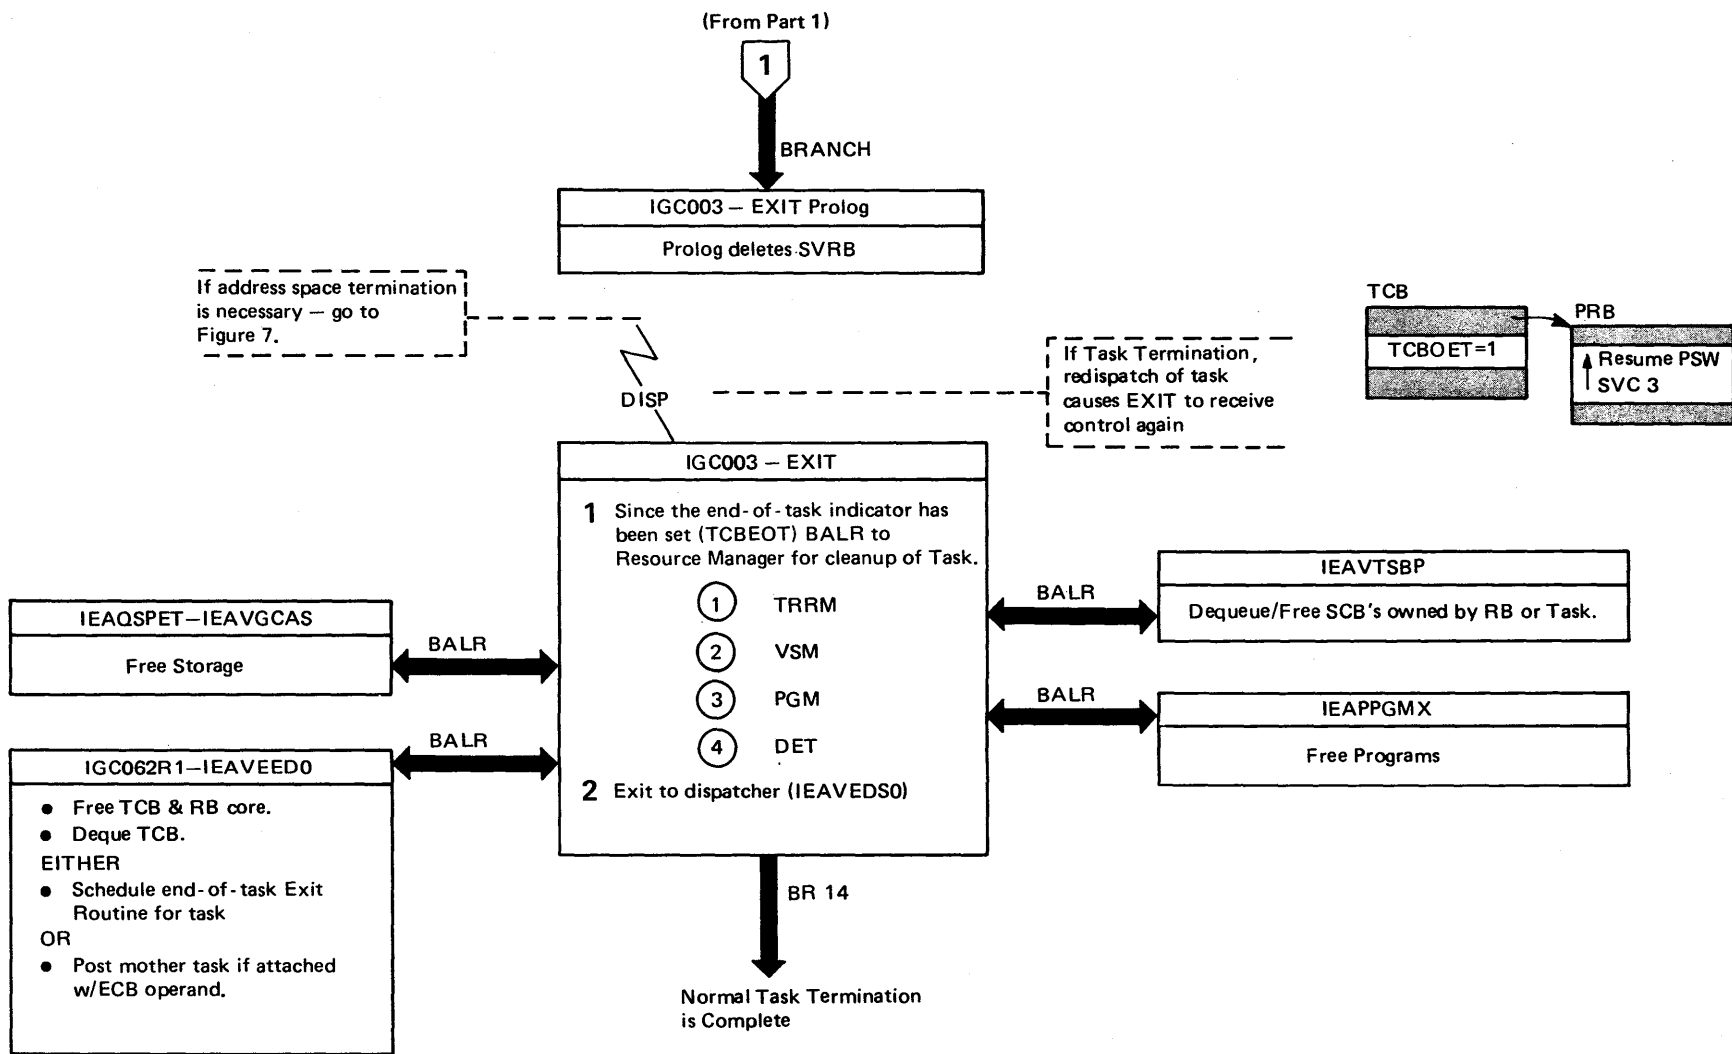 (From Part 1)
1
BRANCH
IGC003 – EXIT Prolog
Prolog deletes SVRB
If address space termination
is necessary – go to
Figure 7.
DISP
If Task Termination,
redispatch of task
causes EXIT to receive
control again
TCB
TCBOET=1
PRB
Resume PSW
SVC 3
IGC003 – EXIT
1 Since the end-of-task indicator has
been set (TCBEOT) BALR to
Resource Manager for cleanup of Task.
1 TRRM
2 VSM
3 PGM
4 DET
2 Exit to dispatcher (IEAVEDS0)
BALR
IEAVTSBP
Dequeue/Free SCB's owned by RB or Task.
BALR
IEAPPGMX
Free Programs
IEAQSPET–IEAVGCAS
Free Storage
BALR
BALR
IGC062R1–IEAVEED0
● Free TCB & RB core.
● Deque TCB.
EITHER
● Schedule end-of-task Exit
Routine for task
OR
● Post mother task if attached
w/ECB operand.
BR 14
Normal Task Termination
is Complete